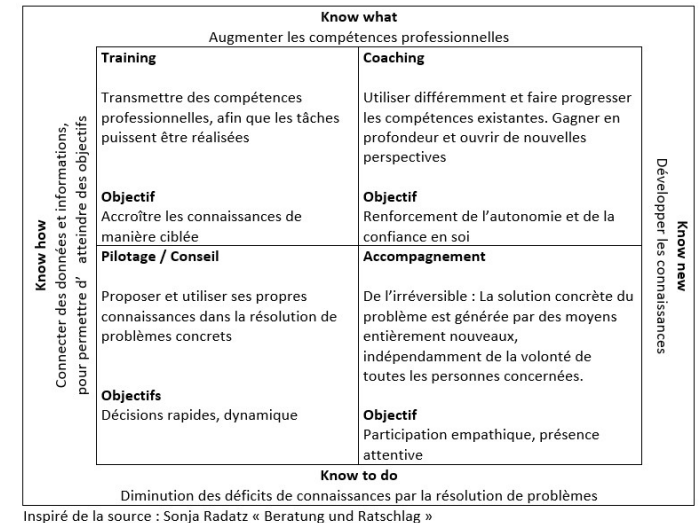 Know what
Augmenter les compétences professionnelles
Know how
Connecter des données et informations,
pour permettre d’ atteindre des objectifs
Training
Transmettre des compétences
professionnelles, afin que les tâches
puissent être réalisées
Objectif
Accroître les connaissances de
manière ciblée
Coaching
Utiliser différemment et faire progresser
les compétences existantes. Gagner en
profondeur et ouvrir de nouvelles
perspectives
Objectif
Renforcement de l’autonomie et de la
confiance en soi
Pilotage / Conseil
Proposer et utiliser ses propres
connaissances dans la résolution de
problèmes concrets
Objectifs
Décisions rapides, dynamique
Accompagnement
De l’irréversible : La solution concrète du
problème est générée par des moyens
entièrement nouveaux,
indépendamment de la volonté de
toutes les personnes concernées.
Objectif
Participation empathique, présence
attentive
Know new
Développer les connaissances
Know to do
Diminution des déficits de connaissances par la résolution de problèmes
Inspiré de la source : Sonja Radatz « Beratung und Ratschlag »